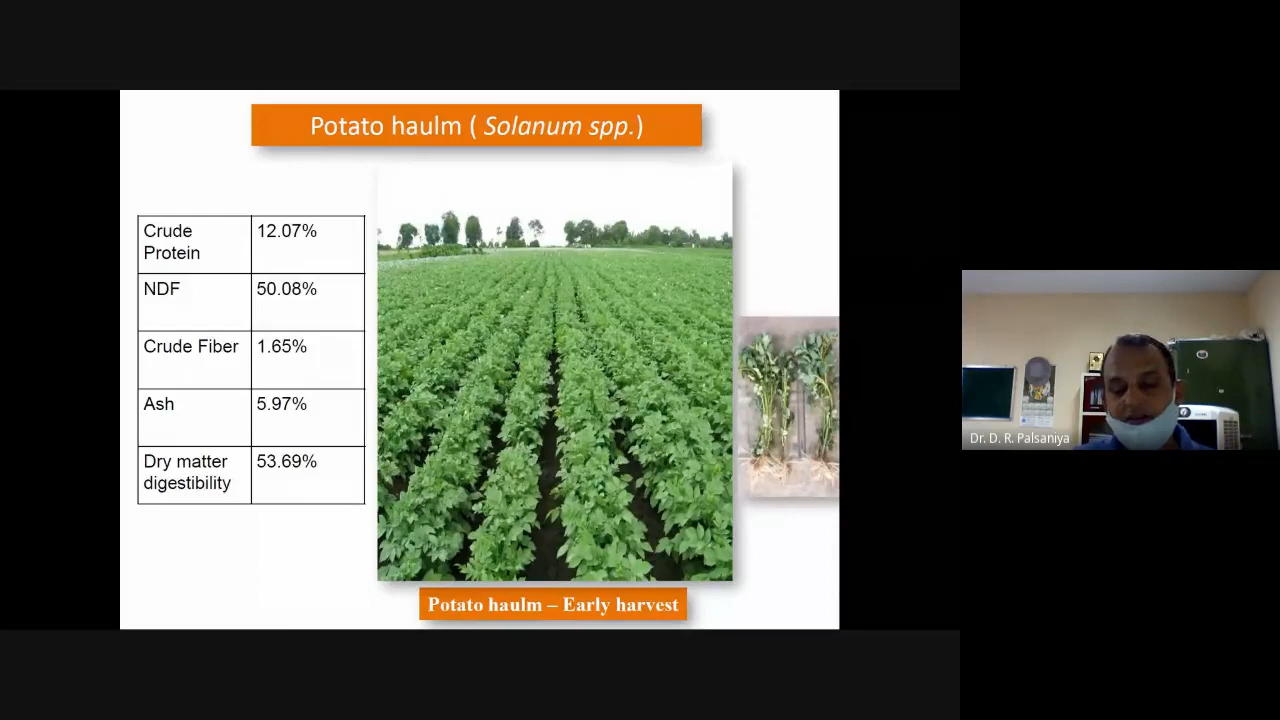 Potato haulm ( Solanum spp.)
Crude
Protein
12.07%
NDF
50.08%
Crude Fiber
1.65%
Ash
5.97%
Dry matter
digestibility
53.69%
Potato haulm – Early harvest
Dr. D. R. Palsaniya